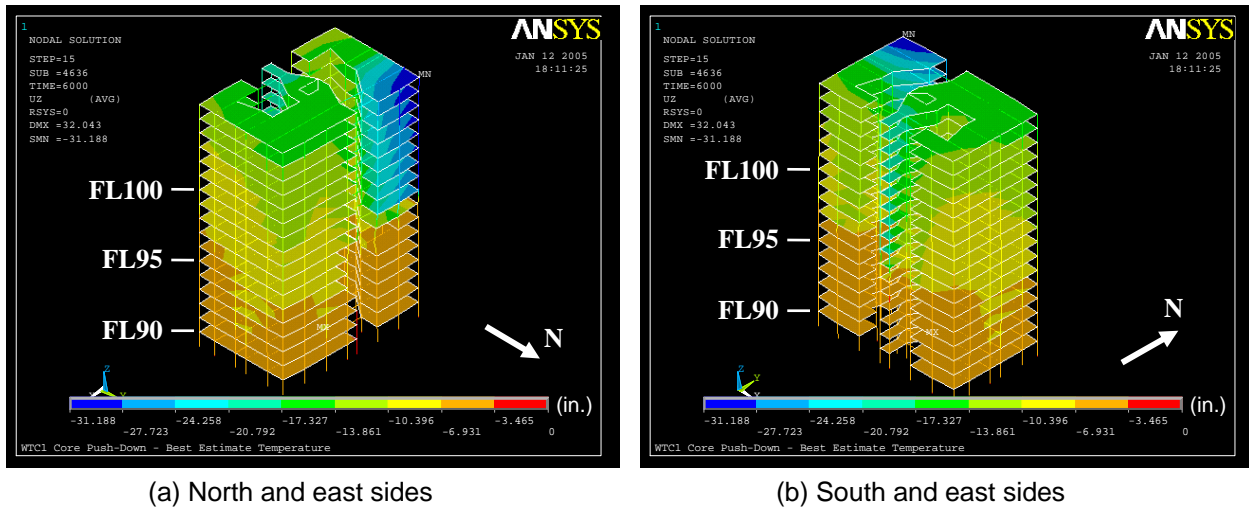 1
ANSYS
NODAL SOLUTION
STEP=15
SUB =4636
TIME=6000
UZ (AVG)
RSYS=0
DMX =32.043
SMN =-31.188
JAN 12 2005
18:11:25
MN
FL100
FL95
FL90
MX
N
Z
-31.188 -24.258 -17.327 -10.396 -3.465
-27.723 -20.792 -13.861 -6.931 0
(in.)
WTC1 Core Push-Down - Best Estimate Temperature
(a) North and east sides
1
ANSYS
NODAL SOLUTION
STEP=15
SUB =4636
TIME=6000
UZ (AVG)
RSYS=0
DMX =32.043
SMN =-31.188
JAN 12 2005
18:11:25
MN
FL100
FL95
FL90
MX
N
Z
Y
-31.188 -24.258 -17.327 -10.396 -3.465
-27.723 -20.792 -13.861 -6.931 0
(in.)
WTC1 Core Push-Down - Best Estimate Temperature
(b) South and east sides